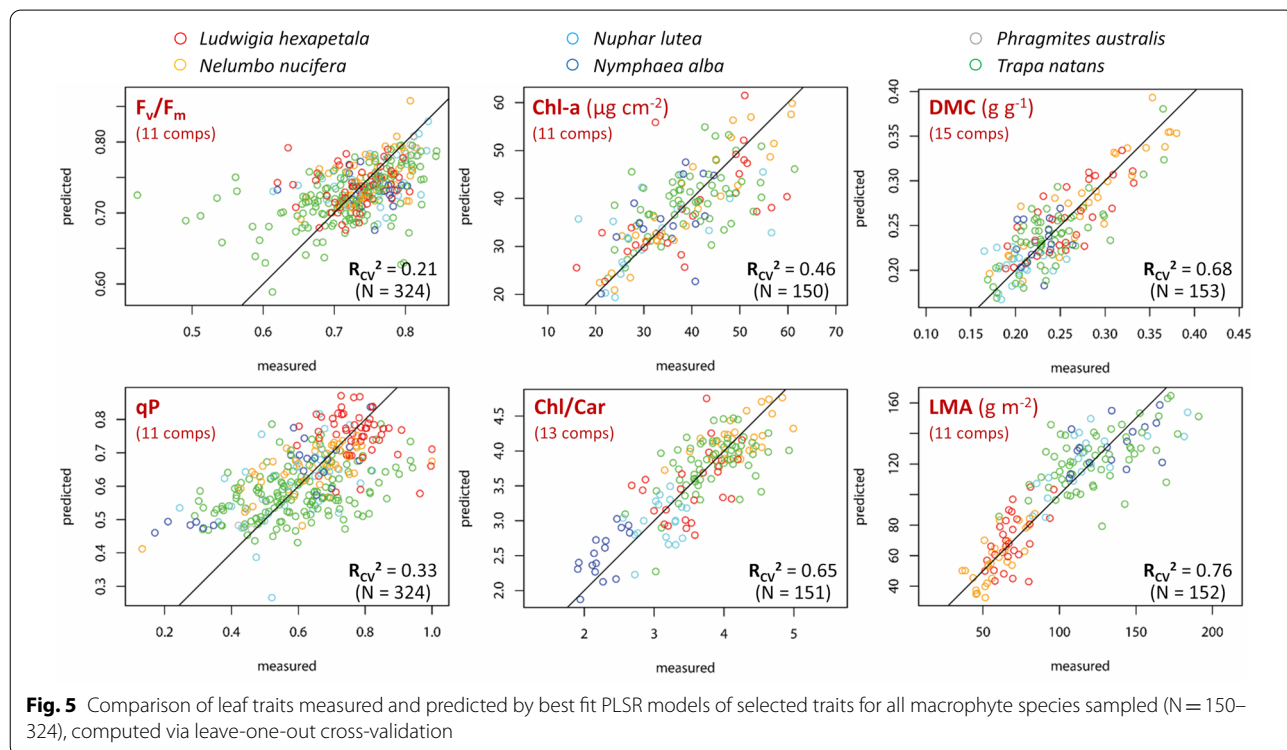 Ludwigia hexapetala Nuphar lutea Phragmites australis
Nelumbo nucifera Nymphaea alba Trapa natans
Fv/Fm
(11 comps)
predicted
0.80
0.70
0.60
Rcv² = 0.21
(N = 324)
0.5 0.6 0.7 0.8
measured
Chl-a (µg cm-2)
(11 comps)
predicted
60
50
40
30
20
Rcv² = 0.46
(N = 150)
10 20 30 40 50 60 70
measured
DMC (g g-1)
(15 comps)
predicted
0.40
0.35
0.30
0.25
0.20
Rcv² = 0.68
(N = 153)
0.10 0.15 0.20 0.25 0.30 0.35 0.40 0.45
measured
qP
(11 comps)
predicted
0.8
0.7
0.6
0.5
0.4
0.3
Rcv² = 0.33
(N = 324)
0.2 0.4 0.6 0.8 1.0
measured
Chl/Car
(13 comps)
predicted
4.5
4.0
3.5
3.0
2.5
2.0
Rcv² = 0.65
(N = 151)
2 3 4 5
measured
LMA (g m-2)
(11 comps)
predicted
160
120
80
60
40
Rcv² = 0.76
(N = 152)
50 100 150 200
measured
Fig. 5 Comparison of leaf traits measured and predicted by best fit PLSR models of selected traits for all macrophyte species sampled (N = 150–
324), computed via leave-one-out cross-validation